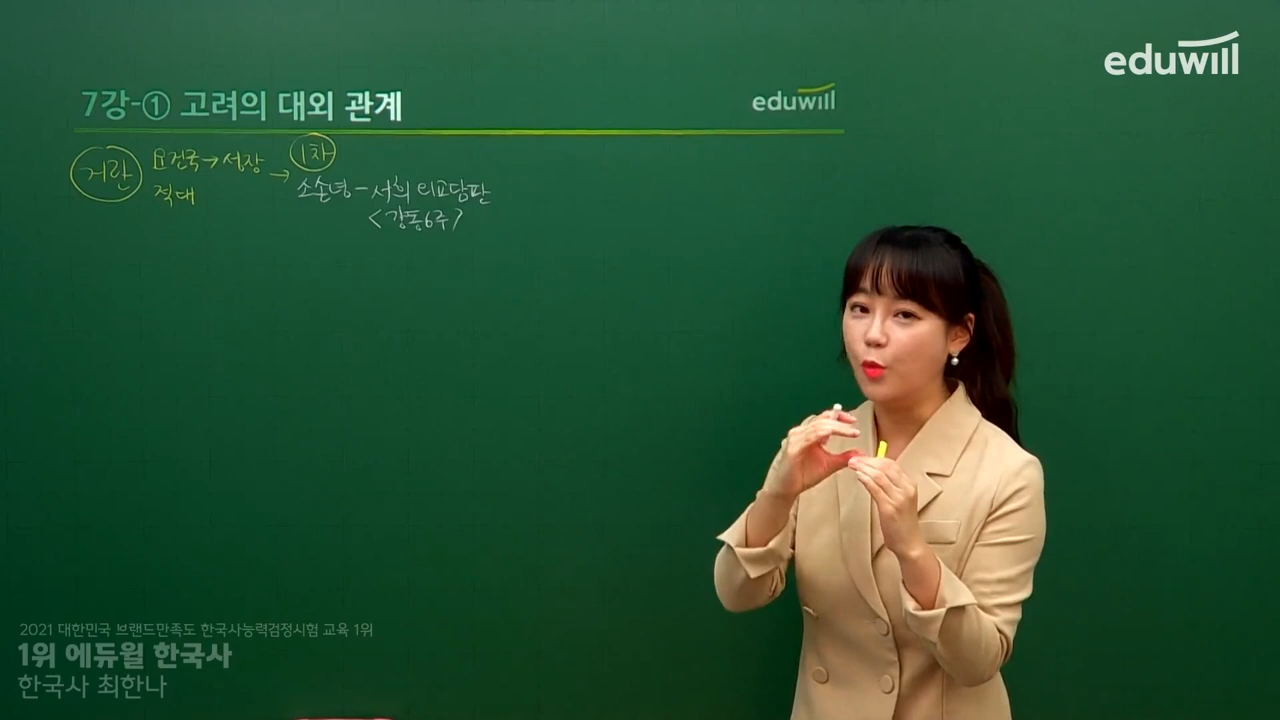 eduwill
7강-① 고려의 대외 관계
eduwill
거란
요건국→성장
적대
→
1차
소손녕-서희 외교담판
<강동6주>
2021 대한민국 브랜드만족도 한국사능력검정시험 교육 1위
1위 에듀윌 한국사
한국사 최한나